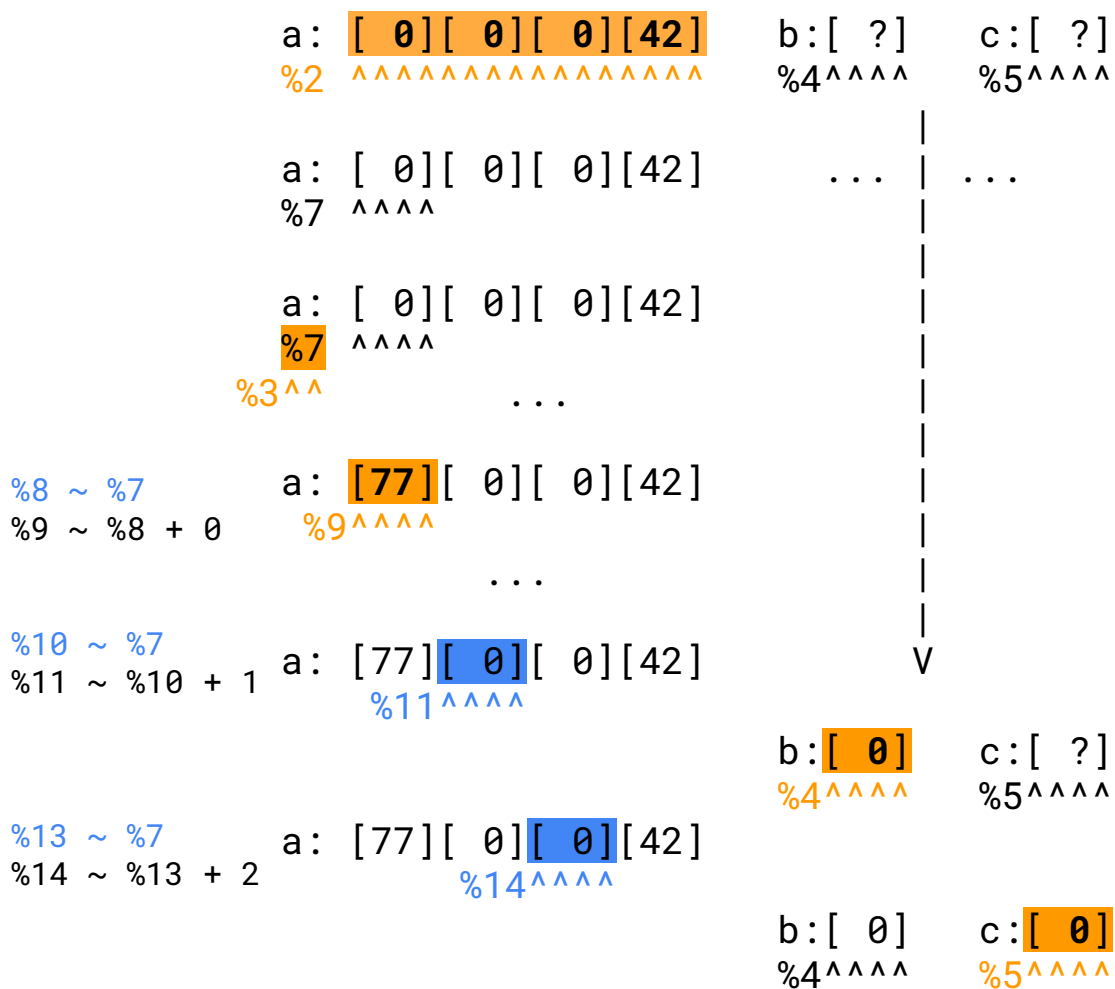 a: [ 0][ 0][ 0][42] b:[ ?] c:[ ?]
%2 ^^^^^^^^^^^^^^^^ %4^^^^ %5^^^^
|
a: [ 0][ 0][ 0][42] ... | ...
%7 ^^^^ |
|
|
a: [ 0][ 0][ 0][42] |
%7 ^^^^ |
%3^^ ... |
|
%8 ~ %7 a: [77][ 0][ 0][42] |
%9 ~ %8 + 0 %9^^^^ |
... |
|
%10 ~ %7 a: [77][ 0][ 0][42] V
%11 ~ %10 + 1 %11^^^^
b:[ 0] c:[ ?]
%4^^^^ %5^^^^
%13 ~ %7 a: [77][ 0][ 0][42]
%14 ~ %13 + 2 %14^^^^
b:[ 0] c:[ 0]
%4^^^^ %5^^^^